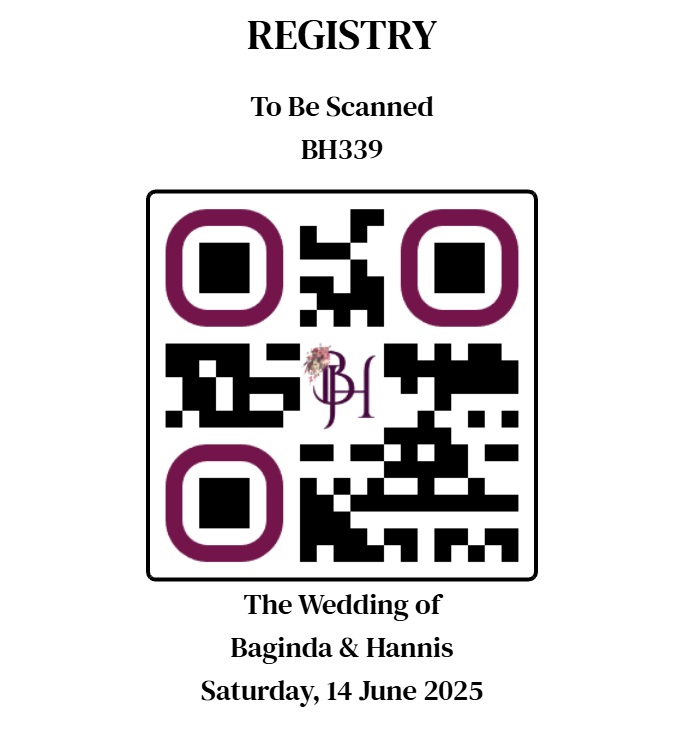 REGISTRY
To Be Scanned
BH339
BH
The Wedding of
Baginda & Hannis
Saturday, 14 June 2025